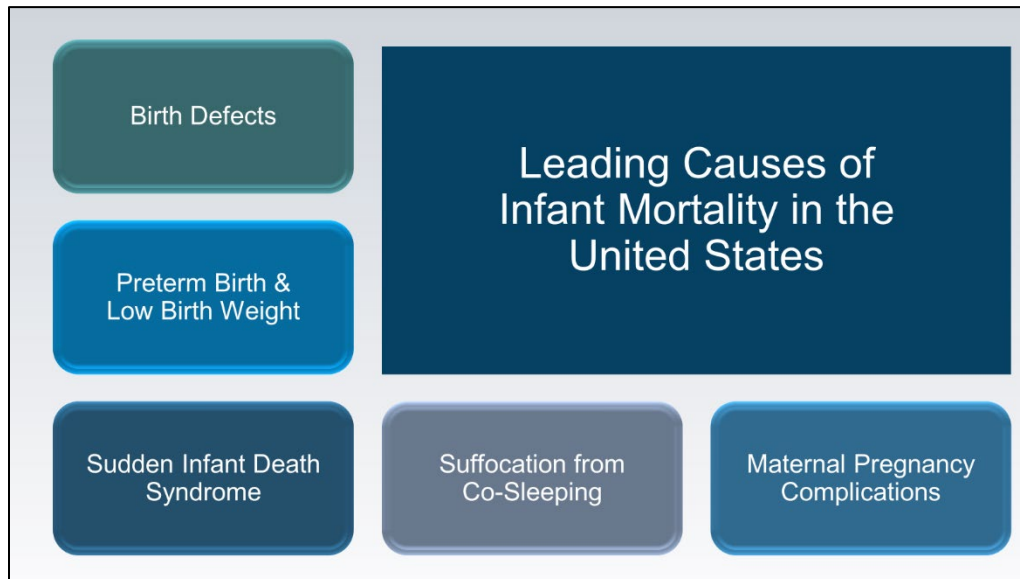 Birth Defects
Leading Causes of
Infant Mortality in the
United States
Preterm Birth &
Low Birth Weight
Sudden Infant Death
Syndrome
Suffocation from
Co-Sleeping
Maternal Pregnancy
Complications